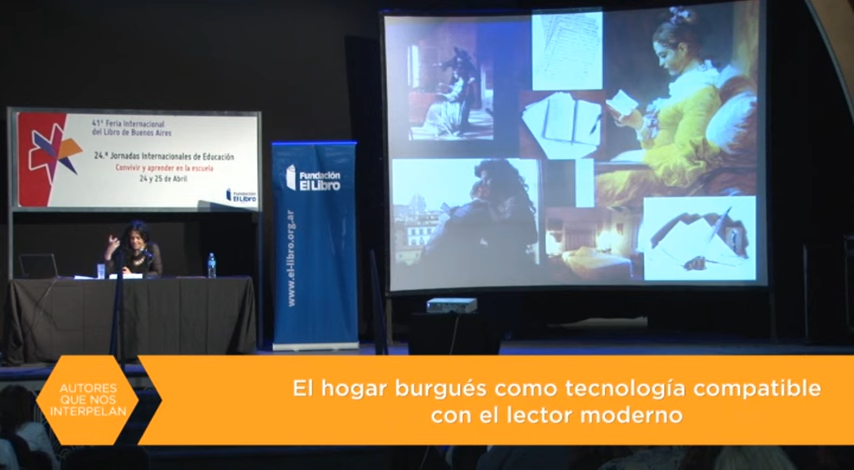 41ª Feria Internacional
del Libro de Buenos Aires
24.ª Jornadas Internacionales de Educación
Convivir y aprender en la escuela
24 y 25 de Abril
Fundación
El Libro
Fundación
El Libro
www.el-libro.org.ar
AUTORES
QUE NOS
INTERPELAN
El hogar burgués como tecnología compatible
con el lector moderno